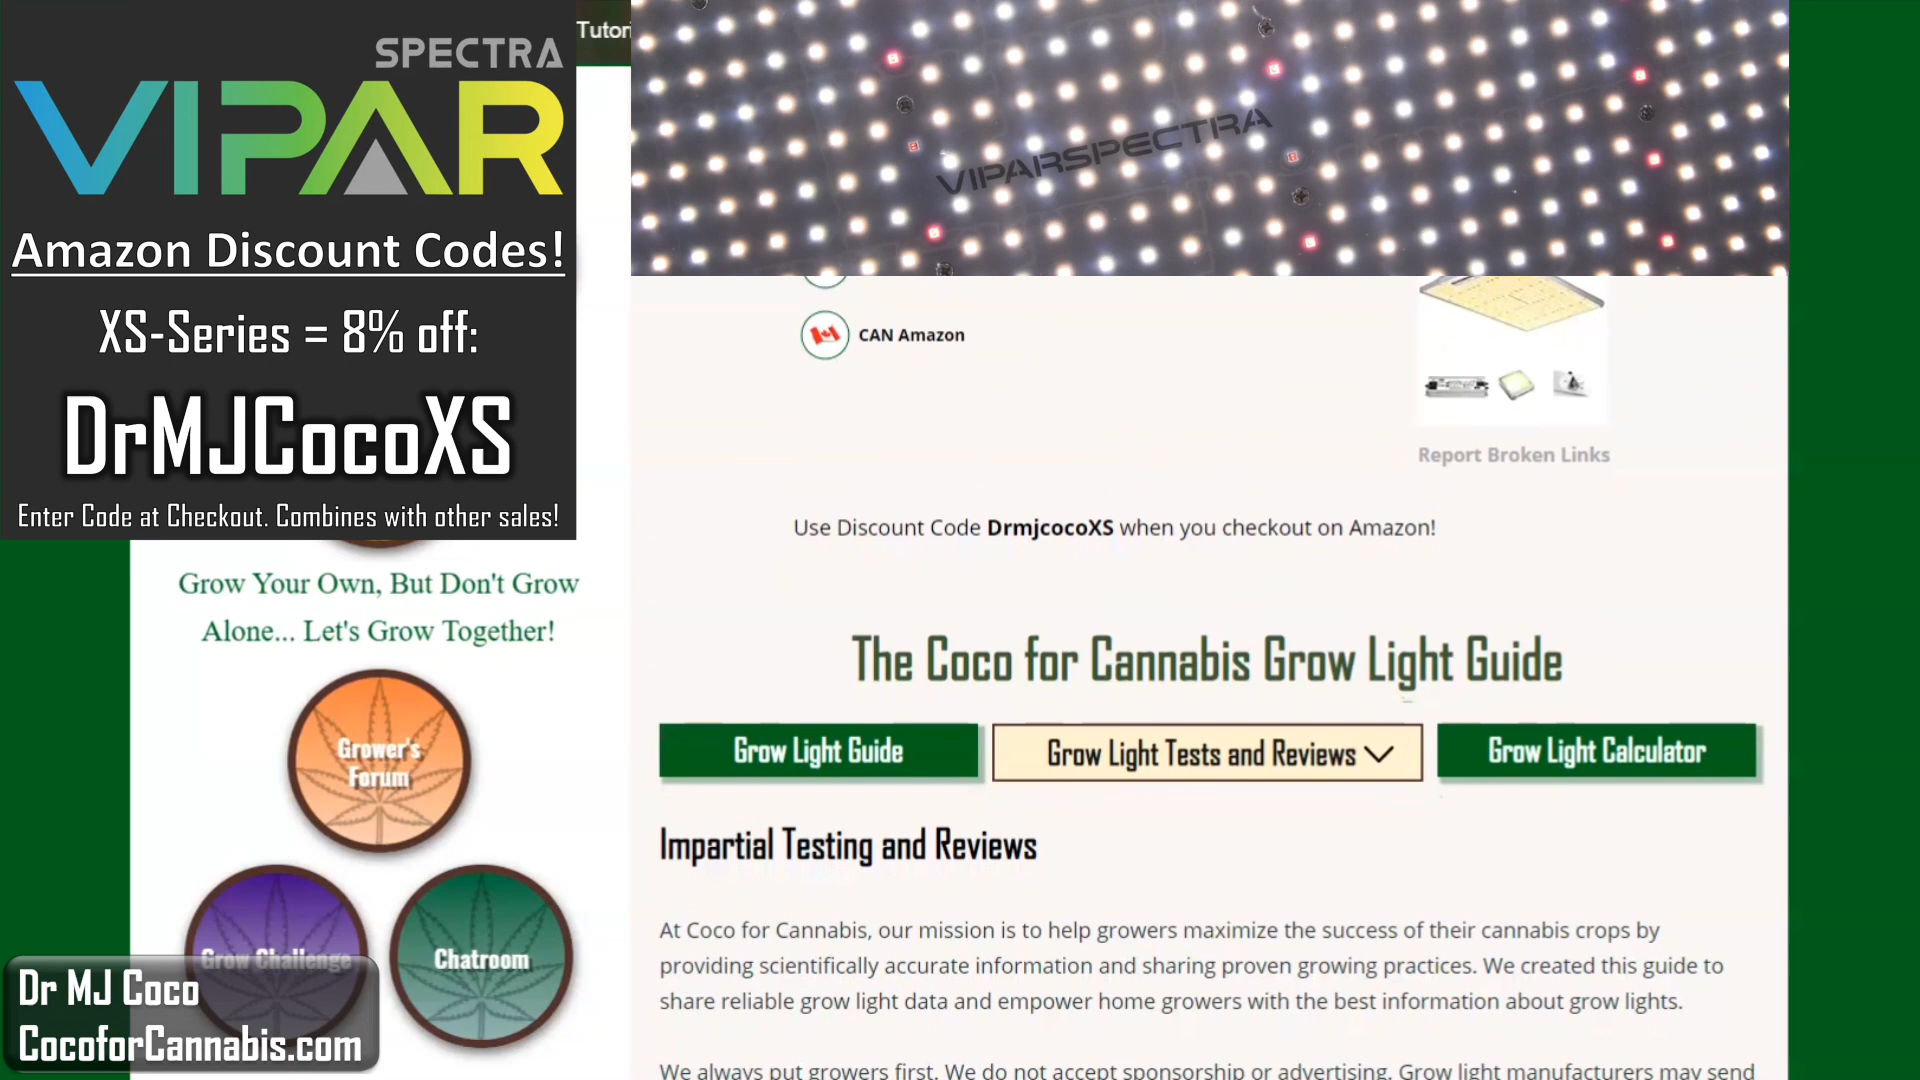 SPECTRA
VIPAR
Amazon Discount Codes!
XS-Series = 8% off:
DrMJCocoXS
Enter Code at Checkout. Combines with other sales!
VIPARSPECTRA
CAN Amazon
Report Broken Links
Use Discount Code DrmjcocoXS when you checkout on Amazon!
Grow Your Own, But Don't Grow
Alone... Let's Grow Together!
The Coco for Cannabis Grow Light Guide
Grow Light Guide
Grow Light Tests and Reviews
Grow Light Calculator
Grower's
Forum
Grow Challenge
Chatroom
Impartial Testing and Reviews
At Coco for Cannabis, our mission is to help growers maximize the success of their cannabis crops by
providing scientifically accurate information and sharing proven growing practices. We created this guide to
share reliable grow light data and empower home growers with the best information about grow lights.
We always put growers first. We do not accept sponsorship or advertising. Grow light manufacturers may send
Dr MJ Coco
CocoforCannabis.com